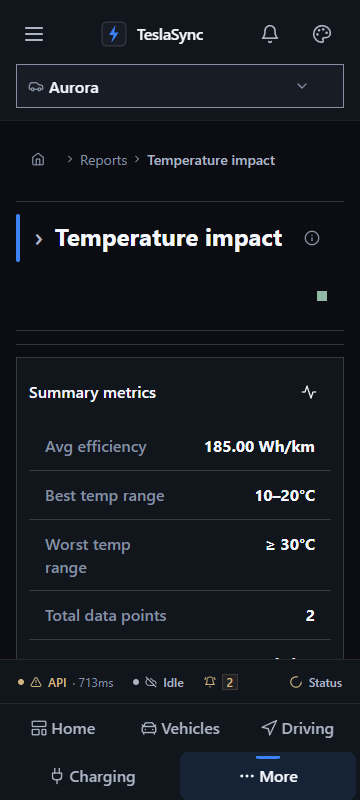 TeslaSync
Aurora
Reports Temperature impact
Temperature impact
Summary metrics
Avg efficiency 185.00 Wh/km
Best temp range 10–20°C
Worst temp range ≥ 30°C
Total data points 2
API · 713ms Idle 2 Status
Home Vehicles Driving
Charging More